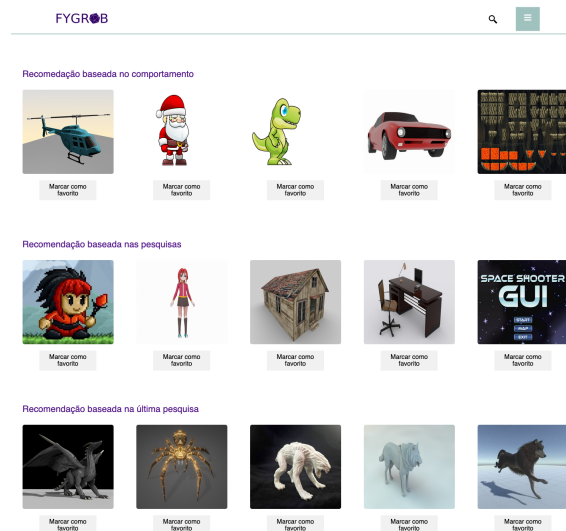 FYGROB
Recomedação baseada no comportamento
Marcar como
favorito
Marcar como
favorito
Marcar como
favorito
Marcar como
favorito
Marcar como
favorito
Recomendação baseada nas pesquisas
SPACE SHOOTER
GUI
START
MAP
EXIT
Marcar como
favorito
Marcar como
favorito
Marcar como
favorito
Marcar como
favorito
Marcar como
favorito
Recomendação baseada na última pesquisa
Marcar como
favorito
Marcar como
favorito
Marcar como
favorito
Marcar como
favorito
Marcar como
favorito